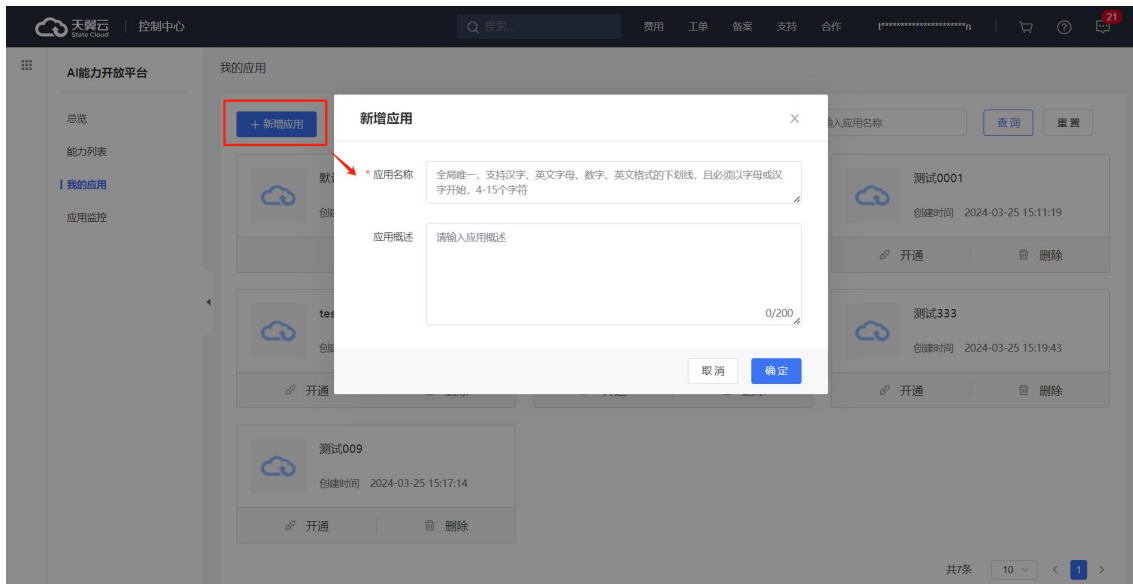 天翼云
State Cloud
控制中心
搜索...
费用
工单
备案
支持
合作
t***********************n
21
AI能力开放平台
总览
能力列表
我的应用
应用监控
我的应用
+ 新增应用
输入应用名称
查询
重置
新增应用
* 应用名称
全局唯一，支持汉字、英文字母、数字、英文格式的下划线，且必须以字母或汉
字开始，4-15个字符
应用概述
请输入应用概述
0/200
取消
确定
测试0001
创建时间 2024-03-25 15:11:19
开通
删除
tes
测试333
创建时间 2024-03-25 15:19:43
开通
开通
删除
测试009
创建时间 2024-03-25 15:17:14
开通
删除
共7条
10
1